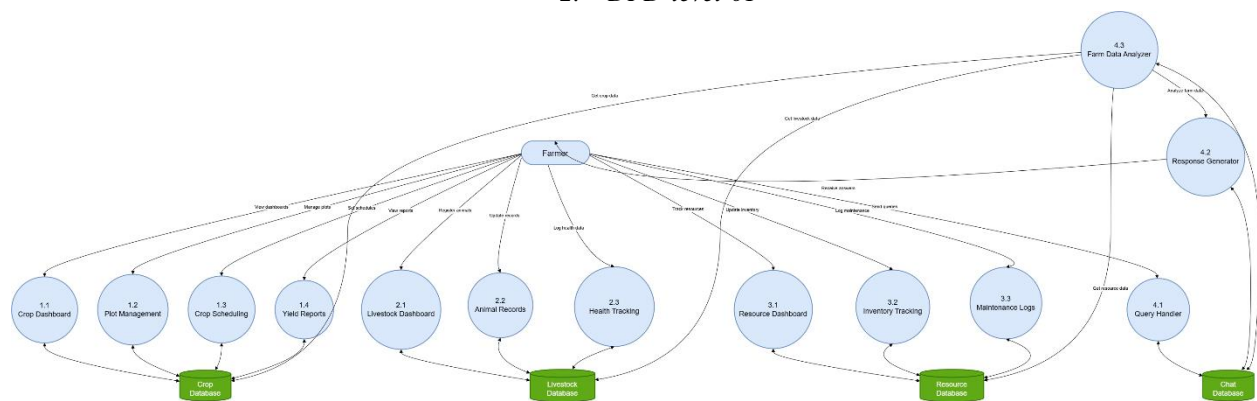 2. DFD level 01
4.3
Farm Data Analyzer
Get crop data
Analyze farm data
Get livestock data
4.2
Response Generator
Farmer
Receive answers
View dashboards
Manage plots
Set schedules
View reports
Register animals
Update records
Track resources
Update inventory
Log maintenance
Send queries
Log health data
Get resource data
1.1
Crop Dashboard
1.2
Plot Management
1.3
Crop Scheduling
1.4
Yield Reports
2.1
Livestock Dashboard
2.2
Animal Records
2.3
Health Tracking
3.1
Resource Dashboard
3.2
Inventory Tracking
3.3
Maintenance Logs
4.1
Query Handler
Crop
Database
Livestock
Database
Resource
Database
Chat
Database